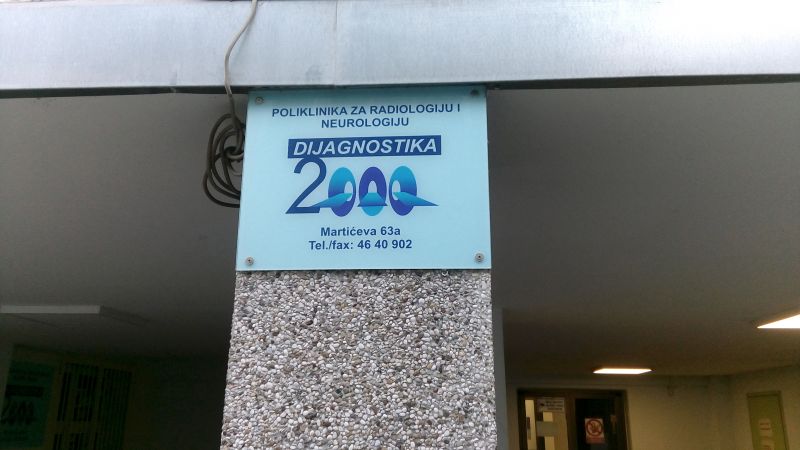 POLIKLINIKA ZA RADIOLOGIJU I
NEUROLOGIJU
DIJAGNOSTIKA
2000
Martićeva 63a
Tel./fax: 46 40 902